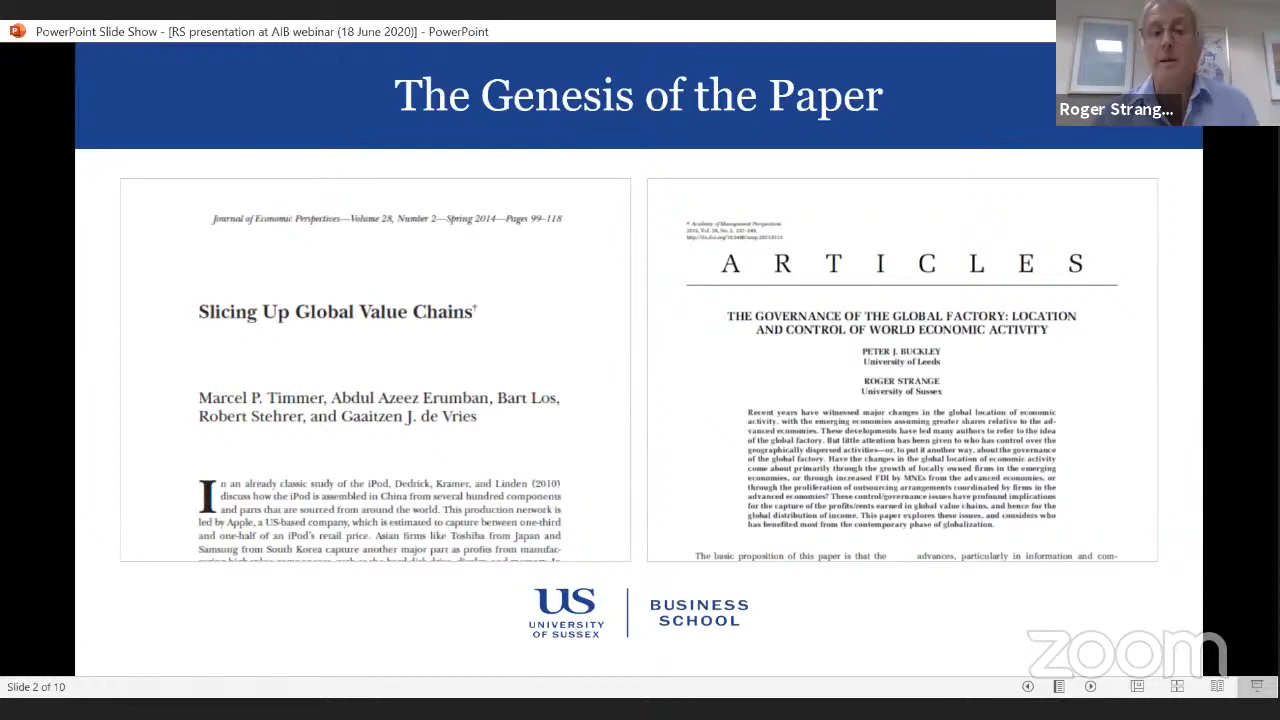 PowerPoint Slide Show - [RS presentation at AIB webinar (18 June 2020)] - PowerPoint
The Genesis of the Paper
Roger Strang...
Journal of Economic Perspectives—Volume 28, Number 2—Spring 2014—Pages 99–118
Slicing Up Global Value Chains†
Marcel P. Timmer, Abdul Azeez Erumban, Bart Los,
Robert Stehrer, and Gaaitzen J. de Vries
In an already classic study of the iPod, Dedrick, Kramer, and Linden (2010)
discuss how the iPod is assembled in China from several hundred components
and parts that are sourced from around the world. This production network is
led by Apple, a US-based company, which is estimated to capture between one-third
and one-half of an iPod's retail price. Asian firms like Toshiba from Japan and
Samsung from South Korea capture another major part as profits from manufac-
Academy of Management Perspectives
ARTICLES
THE GOVERNANCE OF THE GLOBAL FACTORY: LOCATION
AND CONTROL OF WORLD ECONOMIC ACTIVITY
PETER J. BUCKLEY
University of Leeds
ROGER STRANGE
University of Sussex
Recent years have witnessed major changes in the global location of economic
activity, with the emerging economies assuming greater shares relative to the ad-
vanced economies. These developments have led many authors to refer to the idea
of the global factory. But little attention has been given to who has control over the
geographically dispersed activities—or, to put it another way, about the governance
of the global factory. Have the changes in the global location of economic activity
come about primarily through the growth of locally owned firms in the emerging
economies, or through increased FDI by MNEs from the advanced economies, or
through the proliferation of outsourcing arrangements coordinated by firms in the
advanced economies? These control/governance issues have profound implications
for the capture of the profits/rents earned in global value chains, and hence for the
global distribution of income. This paper explores these issues, and considers who
has benefited most from the contemporary phase of globalization.
The basic proposition of this paper is that the
advances, particularly in information and com-
US
UNIVERSITY
OF SUSSEX
BUSINESS
SCHOOL
zoom
Slide 2 of 10